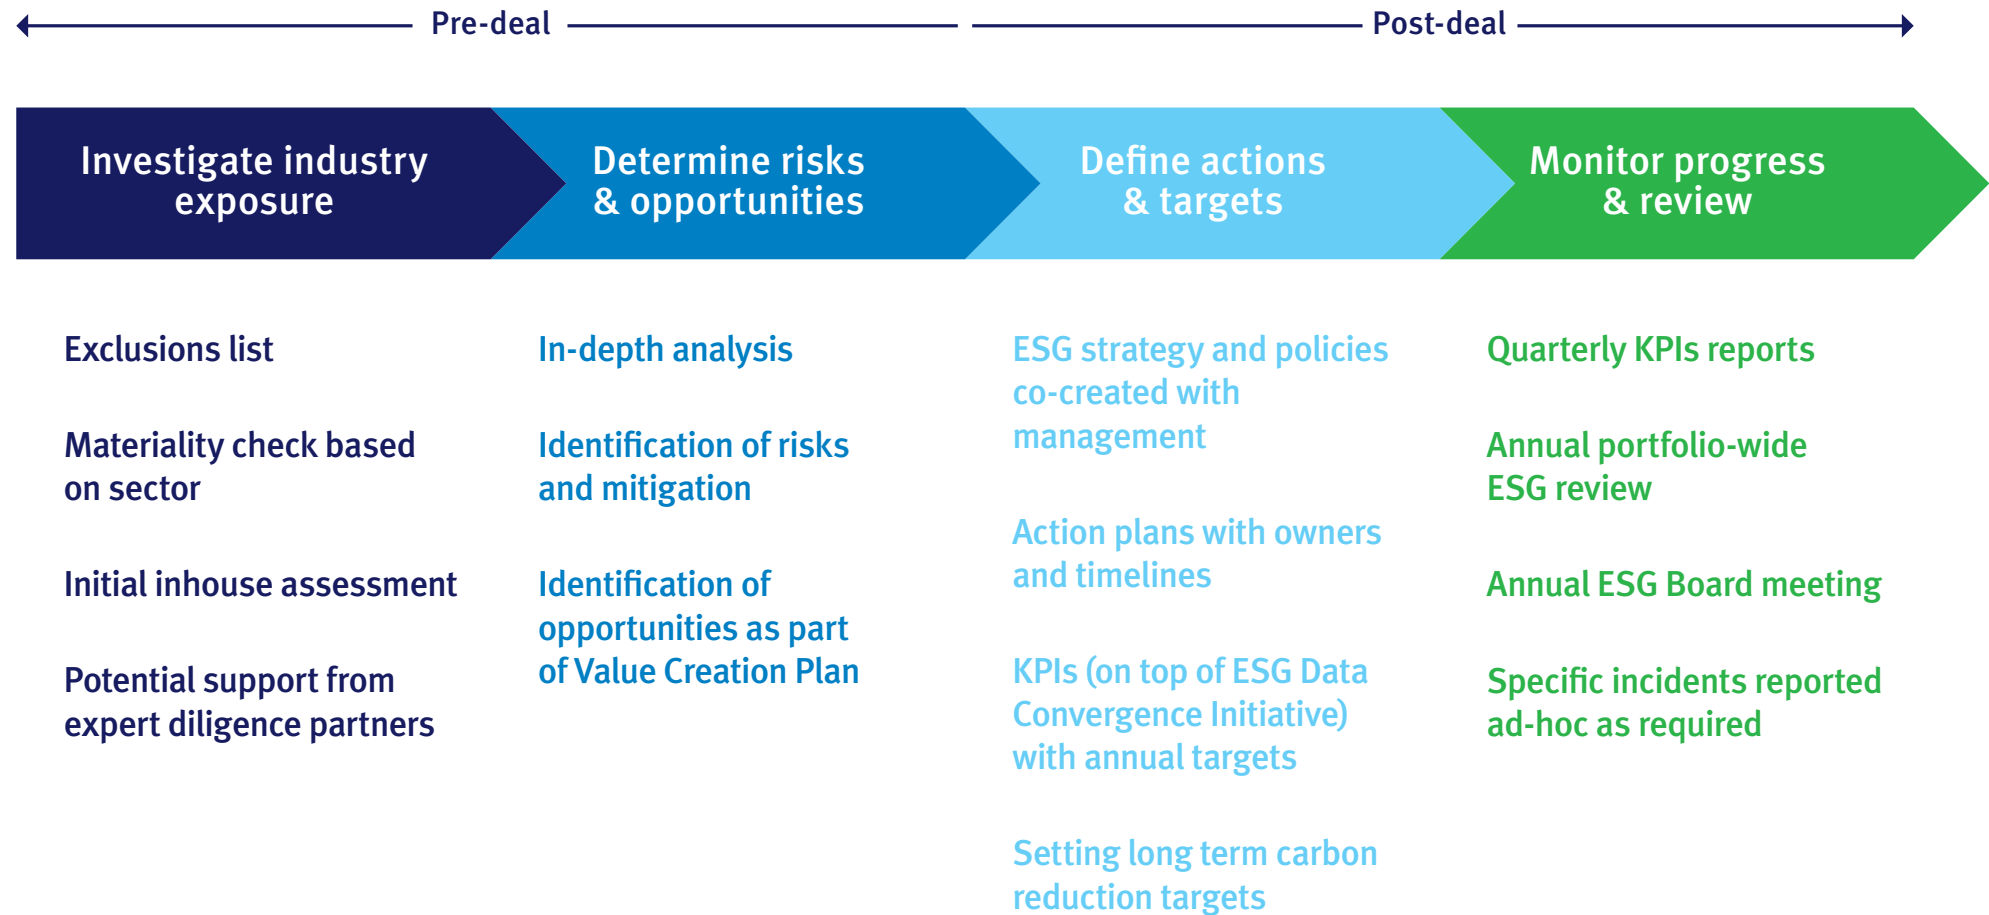 Pre-deal
Post-deal
Investigate industry
exposure
Determine risks
& opportunities
Define actions
& targets
Monitor progress
& review
Exclusions list
Materiality check based
on sector
Initial inhouse assessment
Potential support from
expert diligence partners
In-depth analysis
Identification of risks
and mitigation
Identification of
opportunities as part
of Value Creation Plan
ESG strategy and policies
co-created with
management
Action plans with owners
and timelines
KPIs (on top of ESG Data
Convergence Initiative)
with annual targets
Setting long term carbon
reduction targets
Quarterly KPIs reports
Annual portfolio-wide
ESG review
Annual ESG Board meeting
Specific incidents reported
ad-hoc as required